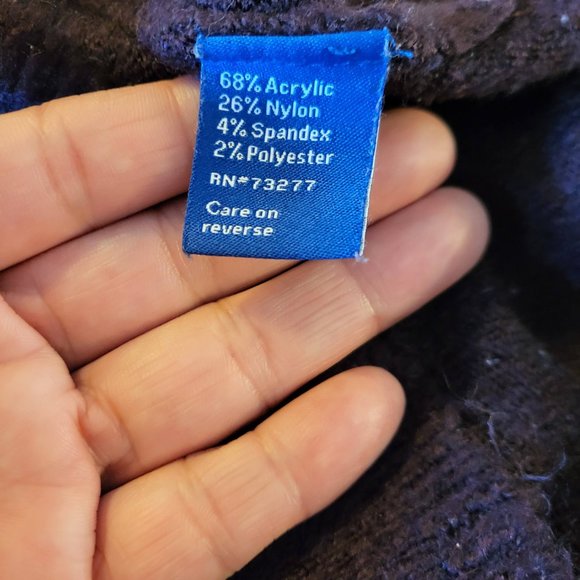 68% Acrylic
26% Nylon
4% Spandex
2% Polyester
RN#73277
Care on
reverse